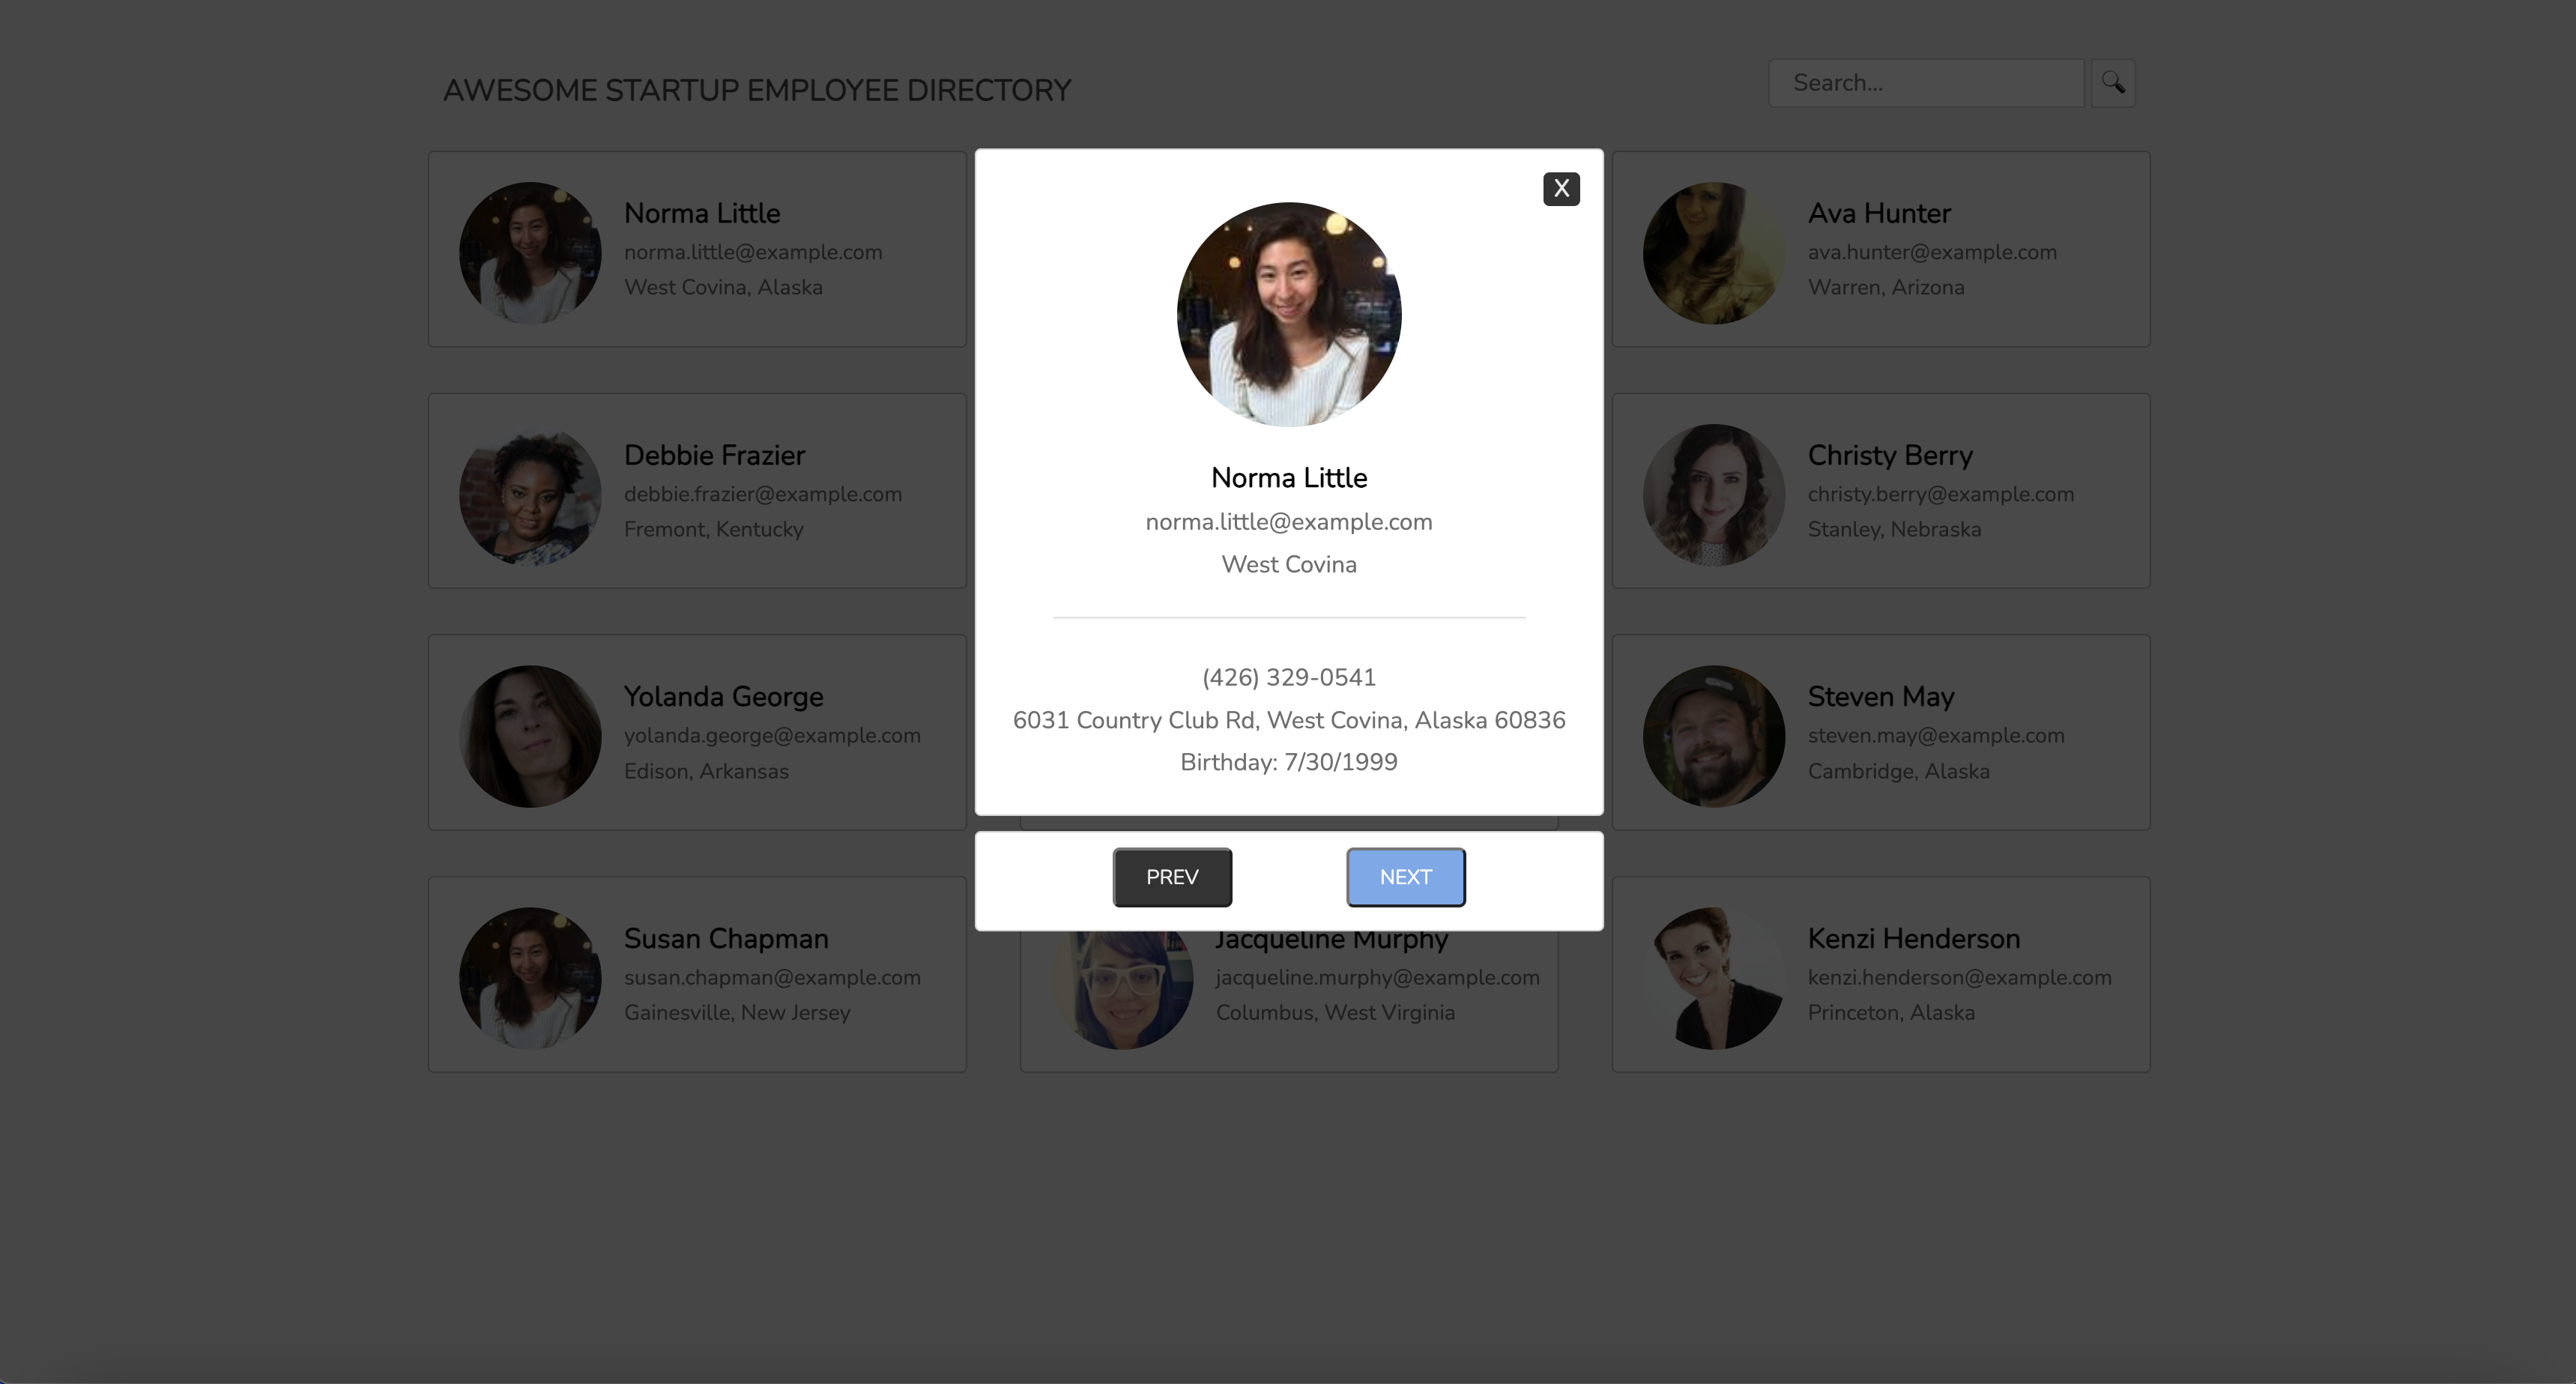 AWESOME STARTUP EMPLOYEE DIRECTORY
Search...
Norma Little
norma.little@example.com
West Covina, Alaska
Ava Hunter
ava.hunter@example.com
Warren, Arizona
Debbie Frazier
debbie.frazier@example.com
Fremont, Kentucky
Christy Berry
christy.berry@example.com
Stanley, Nebraska
Yolanda George
yolanda.george@example.com
Edison, Arkansas
Steven May
steven.may@example.com
Cambridge, Alaska
Susan Chapman
susan.chapman@example.com
Gainesville, New Jersey
Jacqueline Murphy
jacqueline.murphy@example.com
Columbus, West Virginia
Kenzi Henderson
kenzi.henderson@example.com
Princeton, Alaska
X
Norma Little
norma.little@example.com
West Covina
(426) 329-0541
6031 Country Club Rd, West Covina, Alaska 60836
Birthday: 7/30/1999
PREV
NEXT